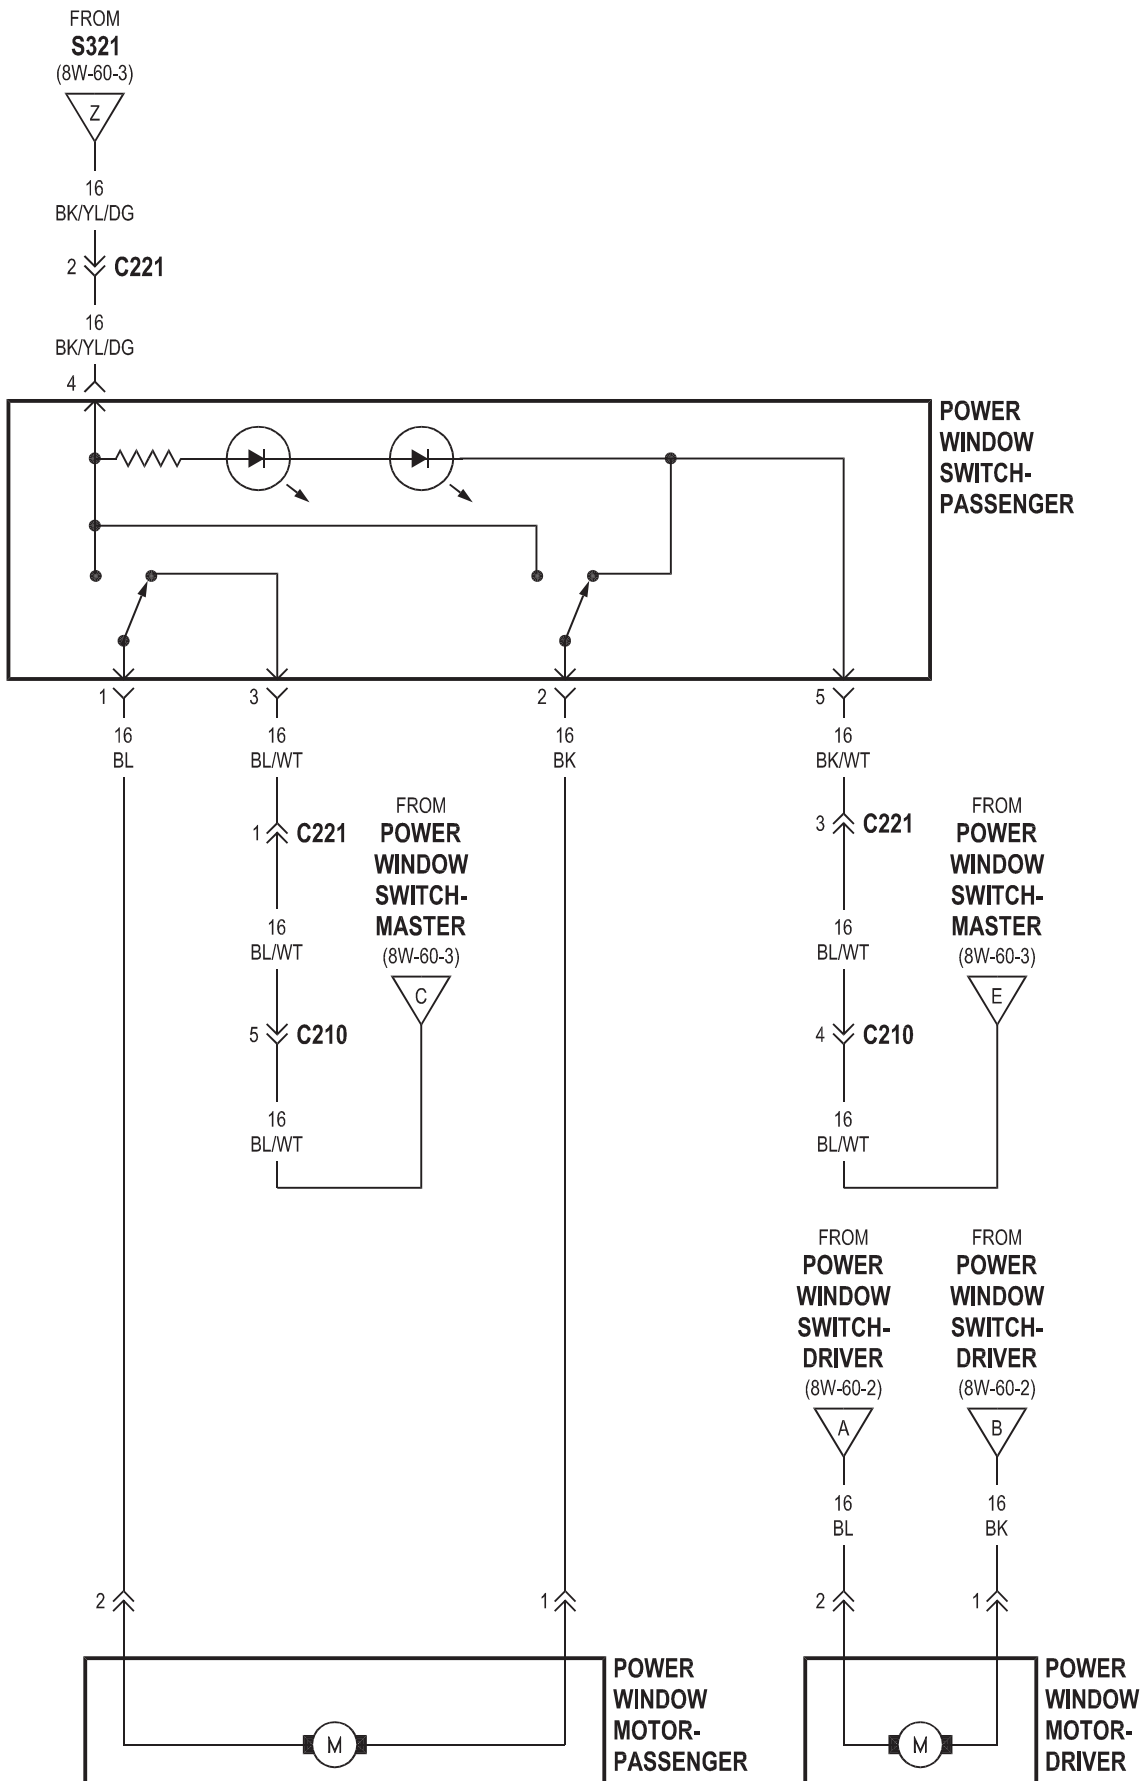 FROM
S321
(8W-60-3)
Z
16
BK/YL/DG
2 C221
16
BK/YL/DG
4
POWER
WINDOW
SWITCH-
PASSENGER
1 3 2 5
16 16 16 16
BL BL/WT BK BK/WT
1 C221
FROM
POWER
WINDOW
SWITCH-
MASTER
(8W-60-3)
C
3 C221
FROM
POWER
WINDOW
SWITCH-
MASTER
(8W-60-3)
E
16
BL/WT
5 C210
16
BL/WT
16
BL/WT
4 C210
16
BL/WT
FROM
POWER
WINDOW
SWITCH-
DRIVER
(8W-60-2)
A
16
BL
FROM
POWER
WINDOW
SWITCH-
DRIVER
(8W-60-2)
B
16
BK
2 1 2 1
M
POWER
WINDOW
MOTOR-
PASSENGER
M
POWER
WINDOW
MOTOR-
DRIVER